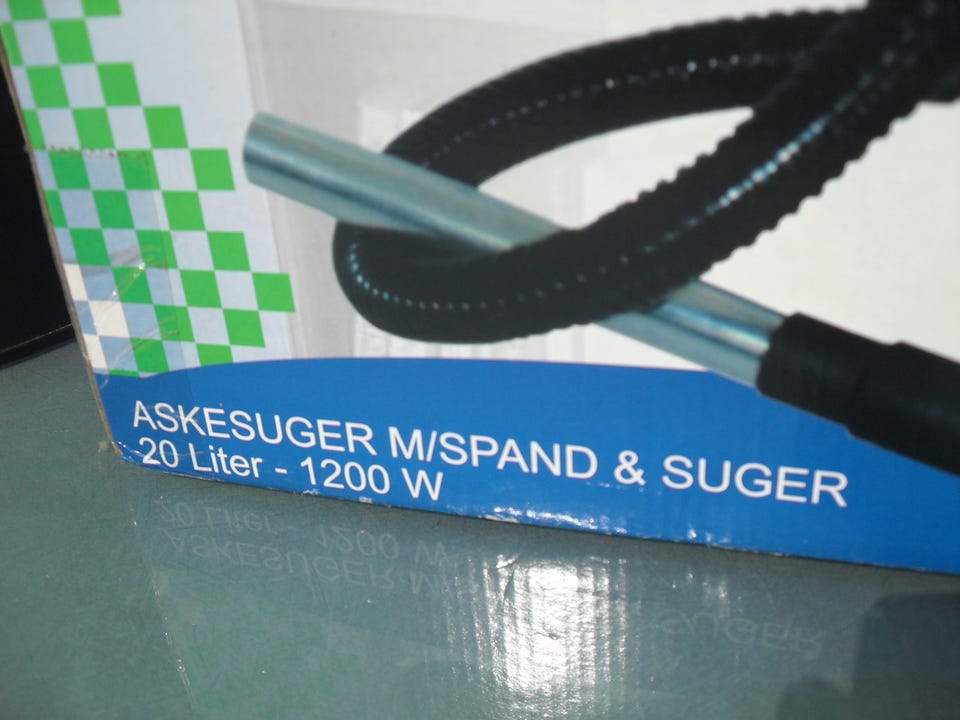 ASKESUGER M/SPAND & SUGER
20 Liter - 1200 W